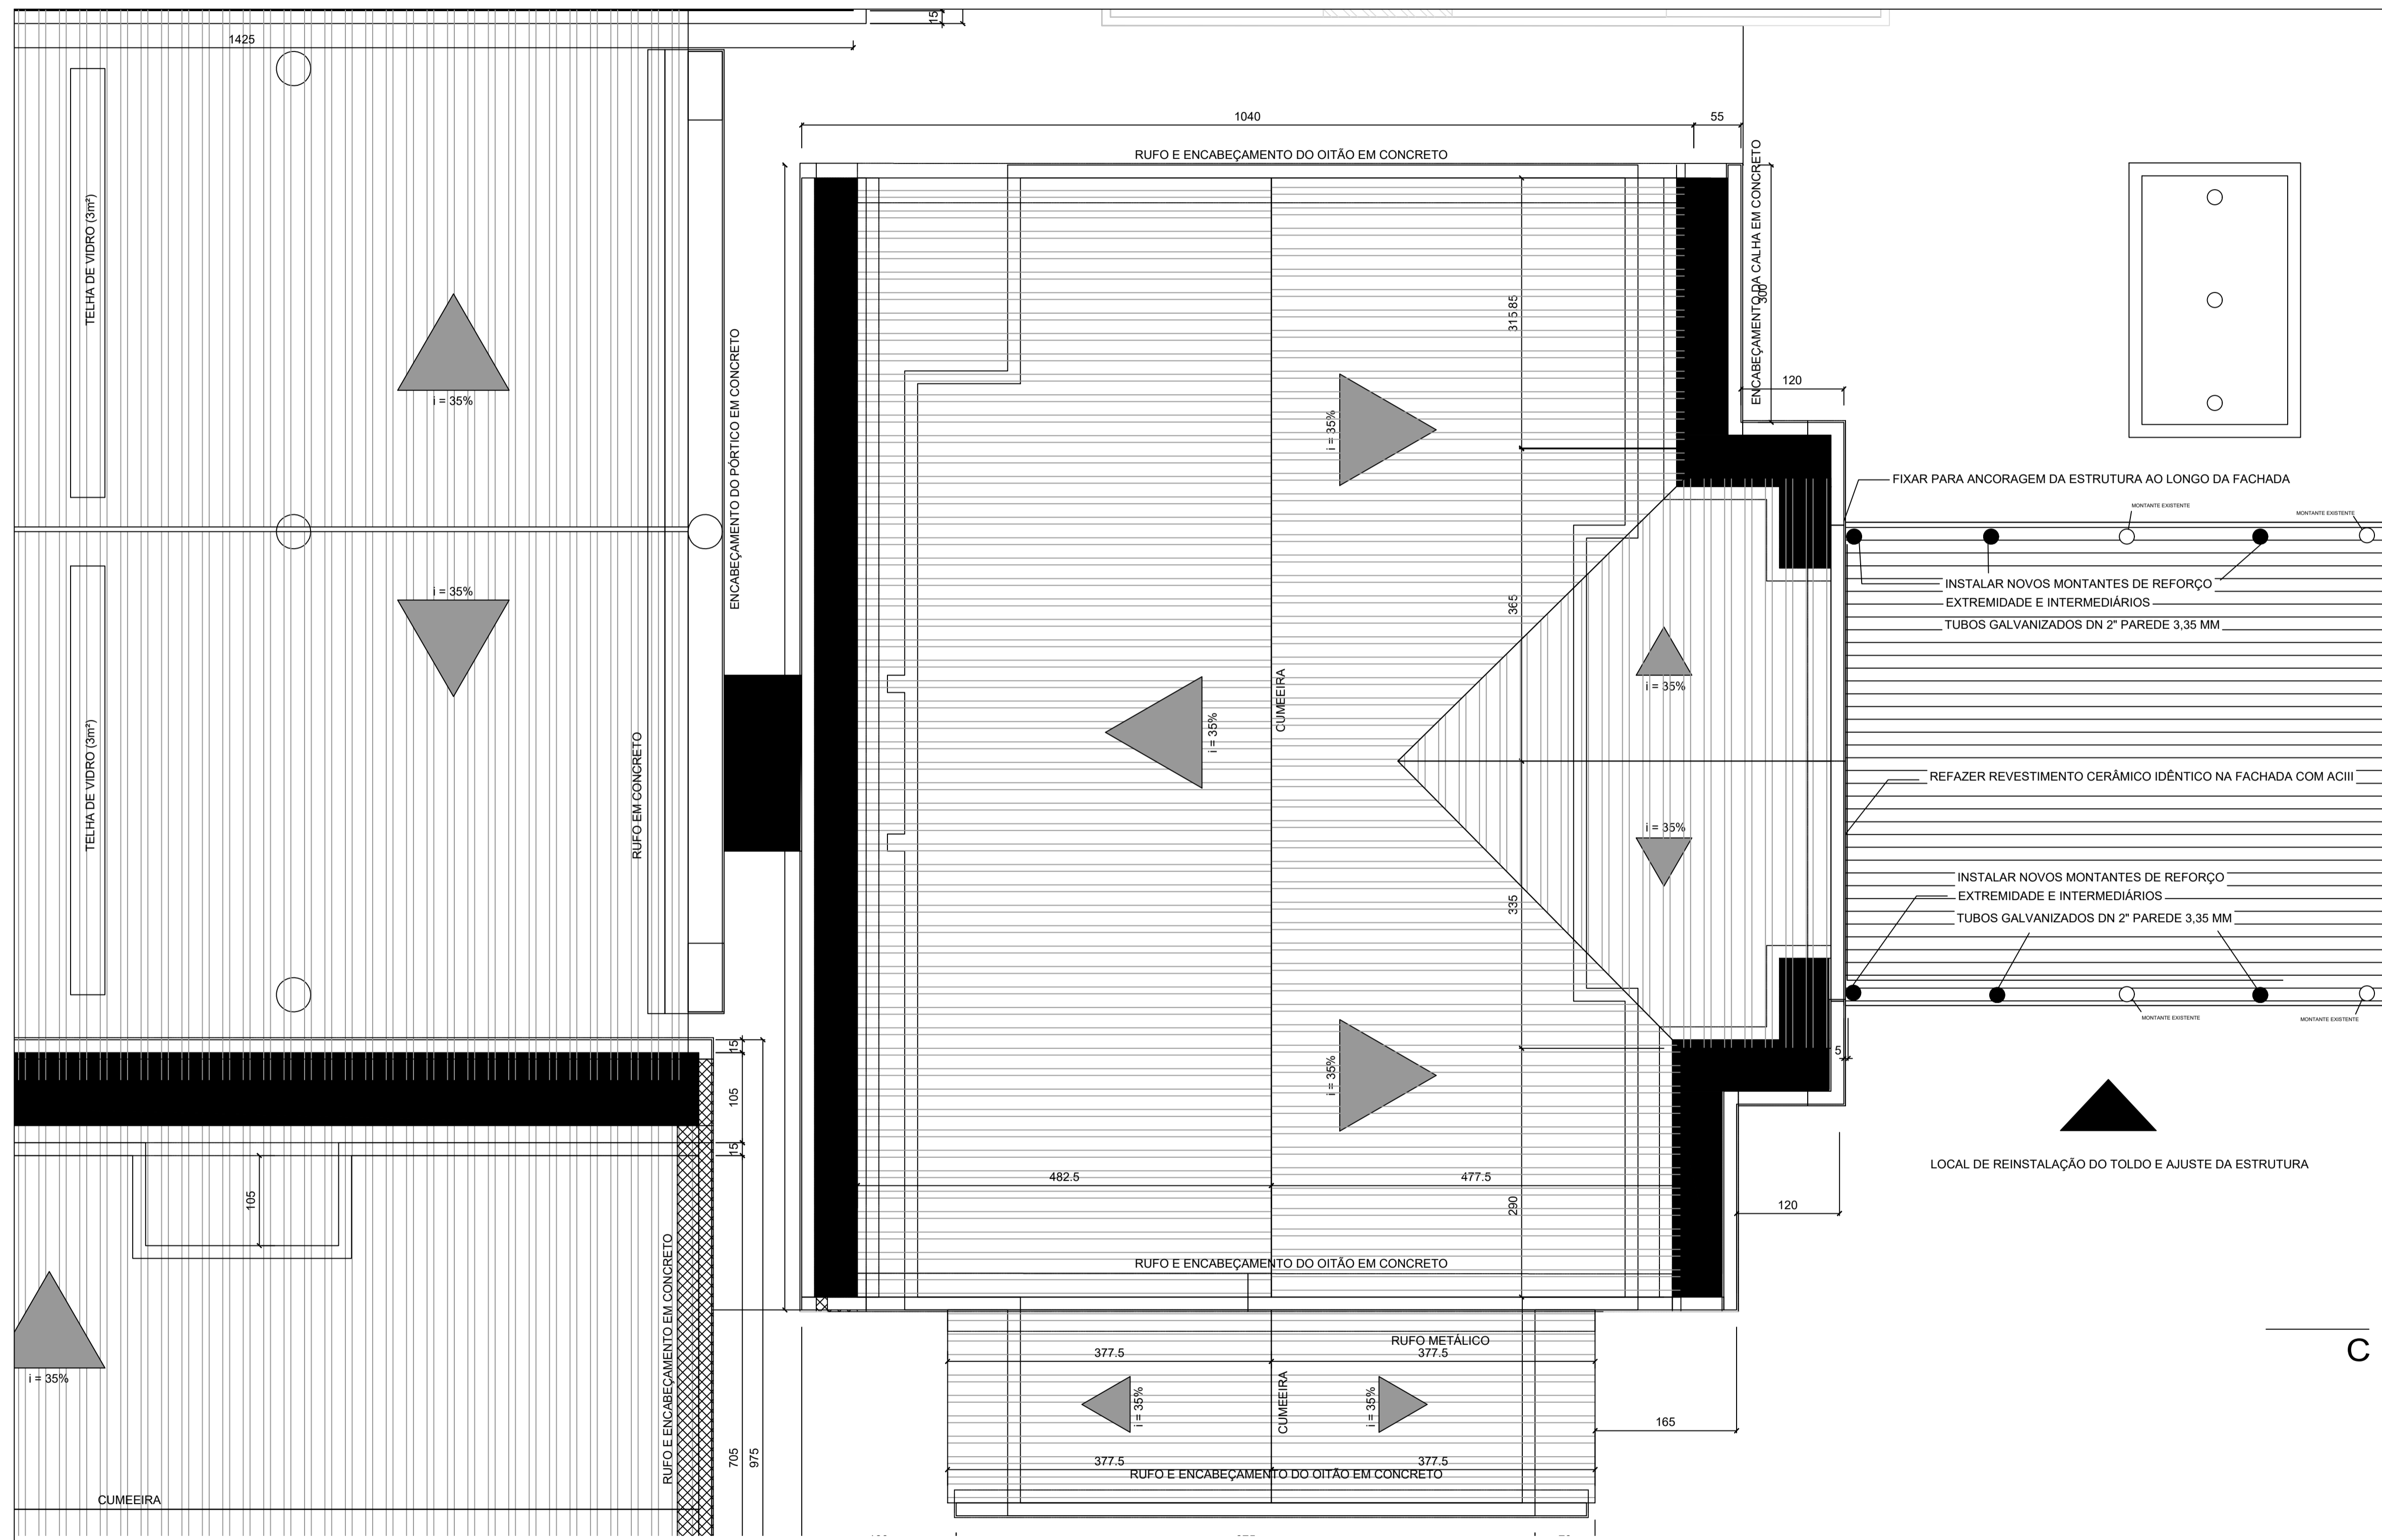 15
1425
1040
55
RUFO E ENCABEÇAMENTO DO OITÃO EM CONCRETO
ENCABEÇAMENTO DA CALHA EM CONCRETO
300
TELHA DE VIDRO (3m²)
i = 35%
ENCABEÇAMENTO DO PÓRTICO EM CONCRETO
315.85
i = 35%
120
FIXAR PARA ANCORAGEM DA ESTRUTURA AO LONGO DA FACHADA
MONTANTE EXISTENTE
MONTANTE EXISTENTE
INSTALAR NOVOS MONTANTES DE REFORÇO
EXTREMIDADE E INTERMEDIÁRIOS
TUBOS GALVANIZADOS DN 2" PAREDE 3,35 MM
i = 35%
365
CUMEEIRA
i = 35%
i = 35%
TELHA DE VIDRO (3m²)
RUFO EM CONCRETO
REFAZER REVESTIMENTO CERÂMICO IDÊNTICO NA FACHADA COM ACIII
i = 35%
335
INSTALAR NOVOS MONTANTES DE REFORÇO
EXTREMIDADE E INTERMEDIÁRIOS
TUBOS GALVANIZADOS DN 2" PAREDE 3,35 MM
MONTANTE EXISTENTE
MONTANTE EXISTENTE
15
105
15
i = 35%
5
LOCAL DE REINSTALAÇÃO DO TOLDO E AJUSTE DA ESTRUTURA
105
482.5
477.5
290
120
RUFO E ENCABEÇAMENTO DO OITÃO EM CONCRETO
RUFO E ENCABEÇAMENTO EM CONCRETO
RUFO METÁLICO
377.5
377.5
C
i = 35%
i = 35%
CUMEEIRA
i = 35%
165
705
975
377.5
377.5
RUFO E ENCABEÇAMENTO DO OITÃO EM CONCRETO
CUMEEIRA